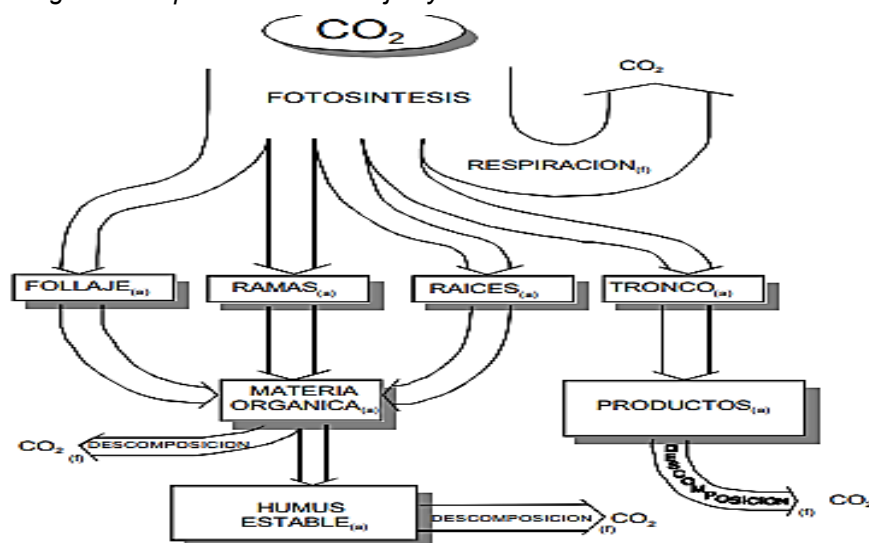 CO₂
FOTOSINTESIS
CO₂
RESPIRACION(f)
FOLLAJE(a)
RAMAS(a)
RAICES(a)
TRONCO(a)
MATERIA
ORGANICA(a)
PRODUCTOS(a)
CO₂ (f) DESCOMPOSICION
DESCOMPOSICION (f) CO₂
HUMUS
ESTABLE(a)
DESCOMPOSICION (f) CO₂